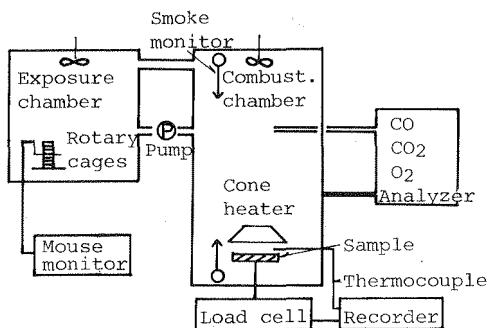 Smoke
monitor
Exposure
chamber
Combust.
chamber
Rotary
cages
P
Pump
CO
CO2
O2
Analyzer
Cone
heater
Mouse
monitor
Sample
Thermocouple
Load cell
Recorder